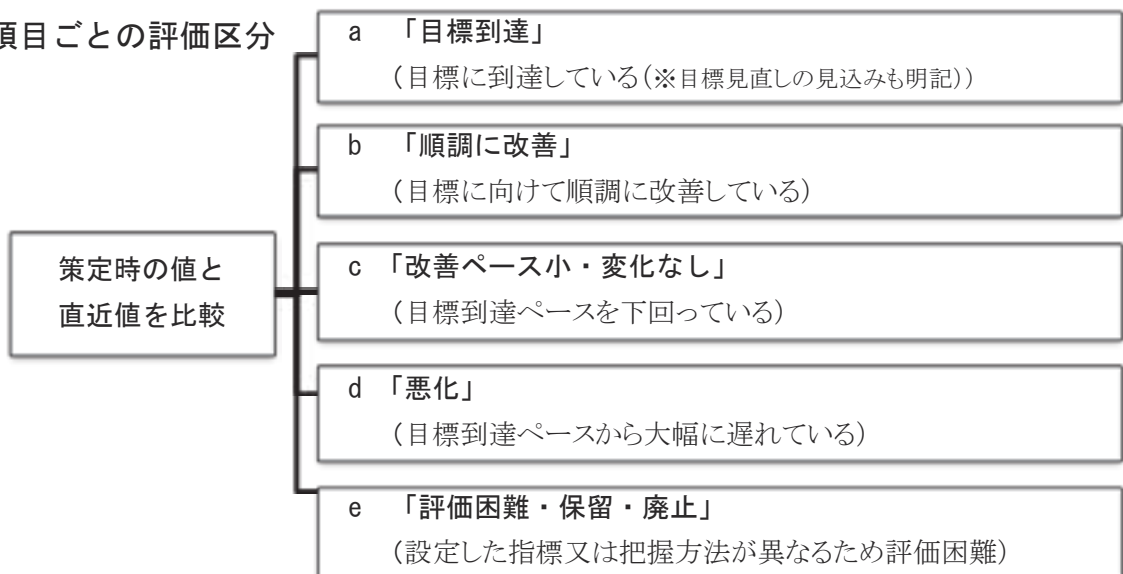 項目ごとの評価区分
a 「目標到達」
（目標に到達している（※目標見直しの見込みも明記））
b 「順調に改善」
（目標に向けて順調に改善している）
策定時の値と
直近値を比較
c 「改善ペース小・変化なし」
（目標到達ペースを下回っている）
d 「悪化」
（目標到達ペースから大幅に遅れている）
e 「評価困難・保留・廃止」
（設定した指標又は把握方法が異なるため評価困難）